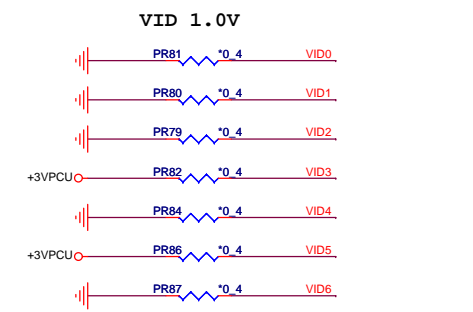 VID 1.0V
PR81 *0_4 VID0
PR80 *0_4 VID1
PR79 *0_4 VID2
+3VPCU PR82 *0_4 VID3
PR84 *0_4 VID4
+3VPCU PR86 *0_4 VID5
PR87 *0_4 VID6